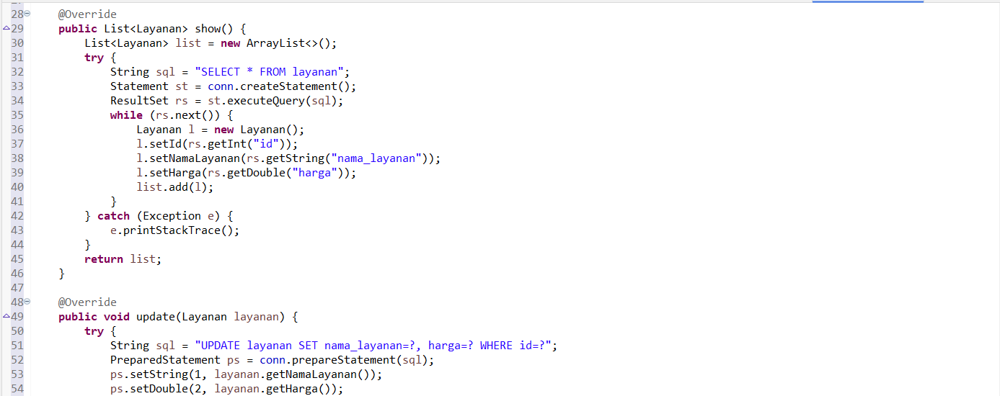 28 @Override
29 public List<Layanan> show() {
30 List<Layanan> list = new ArrayList<>();
31 try {
32 String sql = "SELECT * FROM layanan";
33 Statement st = conn.createStatement();
34 ResultSet rs = st.executeQuery(sql);
35 while (rs.next()) {
36 Layanan l = new Layanan();
37 l.setId(rs.getInt("id"));
38 l.setNamaLayanan(rs.getString("nama_layanan"));
39 l.setHarga(rs.getDouble("harga"));
40 list.add(l);
41 }
42 } catch (Exception e) {
43 e.printStackTrace();
44 }
45 return list;
46 }
47
48 @Override
49 public void update(Layanan layanan) {
50 try {
51 String sql = "UPDATE layanan SET nama_layanan=?, harga=? WHERE id=?";
52 PreparedStatement ps = conn.prepareStatement(sql);
53 ps.setString(1, layanan.getNamaLayanan());
54 ps.setDouble(2, layanan.getHarga());